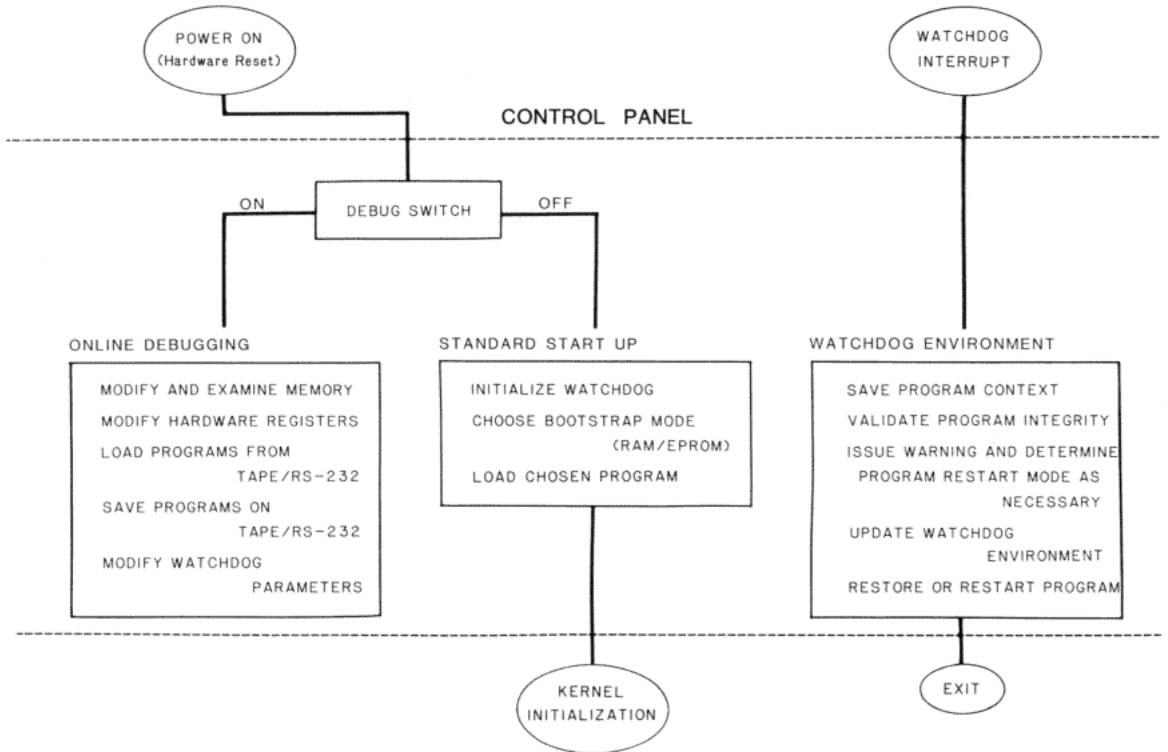 POWER ON
(Hardware Reset)
WATCHDOG
INTERRUPT
CONTROL PANEL
DEBUG SWITCH
ON
OFF
ONLINE DEBUGGING
MODIFY AND EXAMINE MEMORY
MODIFY HARDWARE REGISTERS
LOAD PROGRAMS FROM
TAPE/RS-232
SAVE PROGRAMS ON
TAPE/RS-232
MODIFY WATCHDOG
PARAMETERS
STANDARD START UP
INITIALIZE WATCHDOG
CHOOSE BOOTSTRAP MODE
(RAM/EPROM)
LOAD CHOSEN PROGRAM
WATCHDOG ENVIRONMENT
SAVE PROGRAM CONTEXT
VALIDATE PROGRAM INTEGRITY
ISSUE WARNING AND DETERMINE
PROGRAM RESTART MODE AS
NECESSARY
UPDATE WATCHDOG
ENVIRONMENT
RESTORE OR RESTART PROGRAM
KERNEL
INITIALIZATION
EXIT